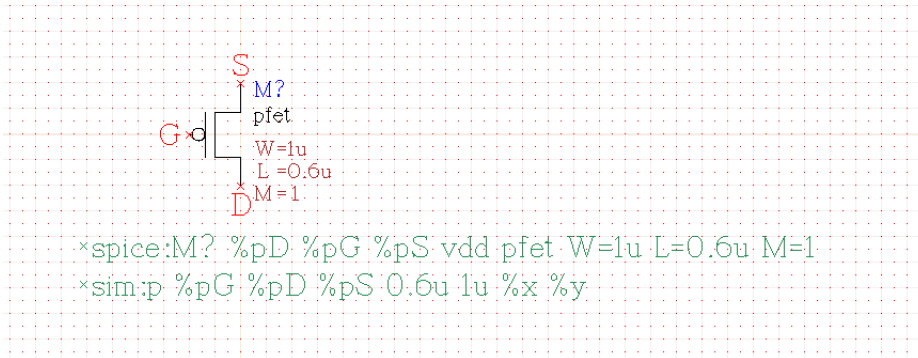 S
M?
pfet
G
W=1u
L =0.6u
M=1
D
×spice:M? %pD %pG %pS vdd pfet W=1u L=0.6u M=1
×sim:p %pG %pD %pS 0.6u 1u %x %y